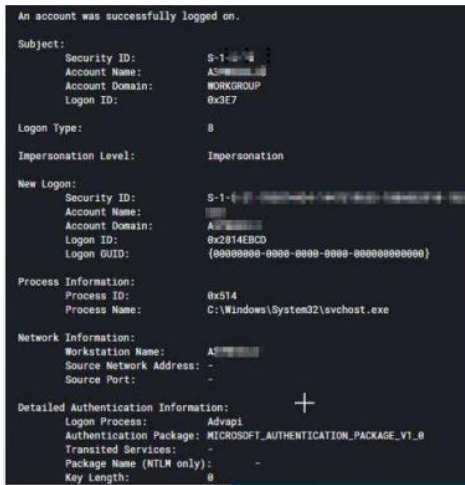 An account was successfully logged on.
Subject:
Security ID: S-1-
Account Name: A3
Account Domain: WORKGROUP
Logon ID: 0x3E7
Logon Type: 8
Impersonation Level: Impersonation
New Logon:
Security ID: S-1-
Account Name:
Account Domain: A
Logon ID: 0x2814EBCD
Logon GUID: {00000000-0000-0000-0000-000000000000}
Process Information:
Process ID: 0x514
Process Name: C:\Windows\System32\svchost.exe
Network Information:
Workstation Name: A
Source Network Address: -
Source Port: -
Detailed Authentication Information:
Logon Process: Advapi
Authentication Package: MICROSOFT_AUTHENTICATION_PACKAGE_V1_0
Transited Services: -
Package Name (NTLM only): -
Key Length: 0